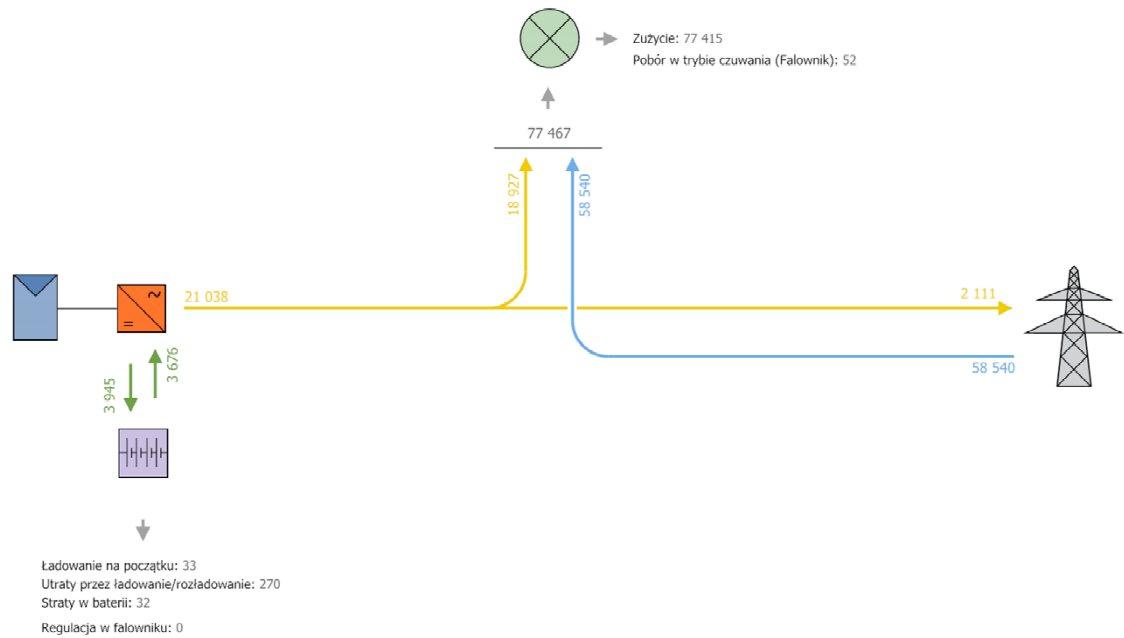 Zużycie: 77 415
Pobór w trybie czuwania (Falownik): 52
77 467
18 927
58 540
21 038
2 111
58 540
3 945
3 676
Ładowanie na początku: 33
Utraty przez ładowanie/rozładowanie: 270
Straty w baterii: 32
Regulacja w falowniku: 0